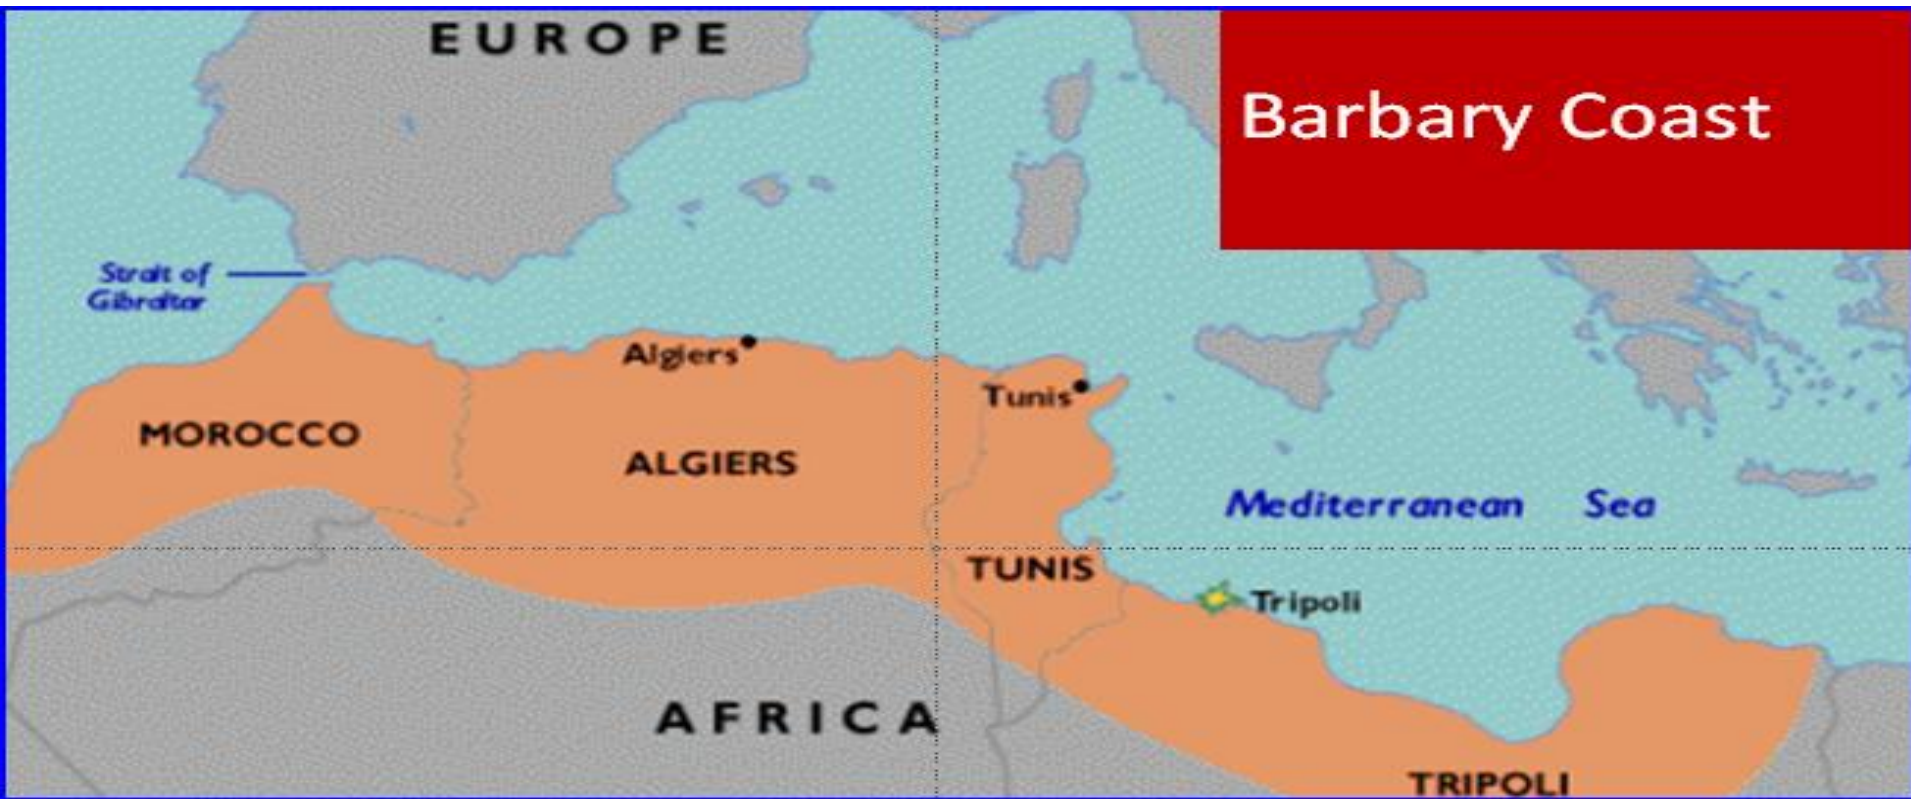 EUROPE
Barbary Coast
Strait of
Gibraltar
Algiers
Tunis
MOROCCO
ALGIERS
Mediterranean Sea
TUNIS
Tripoli
AFRICA
TRIPOLI